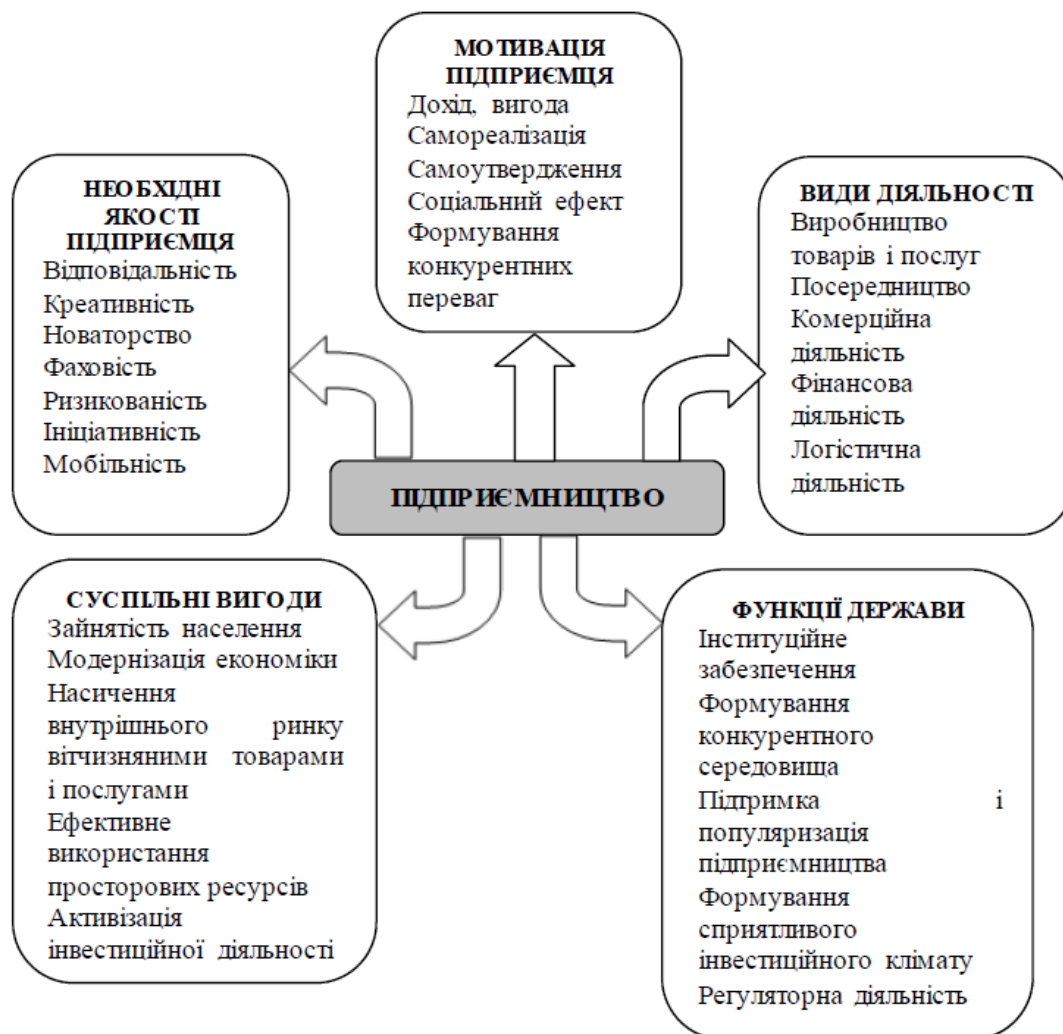 МОТИВАЦІЯ
ПІДПРИЄМЦЯ
Дохід, вигода
Самореалізація
Самоутвердження
Соціальний ефект
Формування
конкурентних
переваг
НЕОБХІДНІ
ЯКОСТІ
ПІДПРИЄМЦЯ
Відповідальність
Креативність
Новаторство
Фаховість
Ризикованість
Ініціативність
Мобільність
ВИДИ ДІЯЛЬНОСТІ
Виробництво
товарів і послуг
Посередництво
Комерційна
діяльність
Фінансова
діяльність
Логістична
діяльність
ПІДПРИЄМНИЦТВО
СУСПІЛЬНІ ВИГОДИ
Зайнятість населення
Модернізація економіки
Насичення
внутрішнього ринку
вітчизняними товарами
і послугами
Ефективне
використання
просторових ресурсів
Активізація
інвестиційної діяльності
ФУНКЦІЇ ДЕРЖАВИ
Інституційне
забезпечення
Формування
конкурентного
середовища
Підтримка і
популяризація
підприємництва
Формування
сприятливого
інвестиційного клімату
Регуляторна діяльність